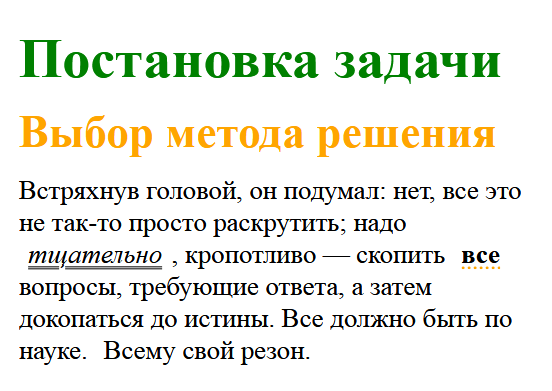 Постановка задачи
Выбор метода решения
Встряхнув головой, он подумал: нет, все это
не так-то просто раскрутить; надо
тщательно , кропотливо — скопить все
вопросы, требующие ответа, а затем
докопаться до истины. Все должно быть по
науке. Всему свой резон.